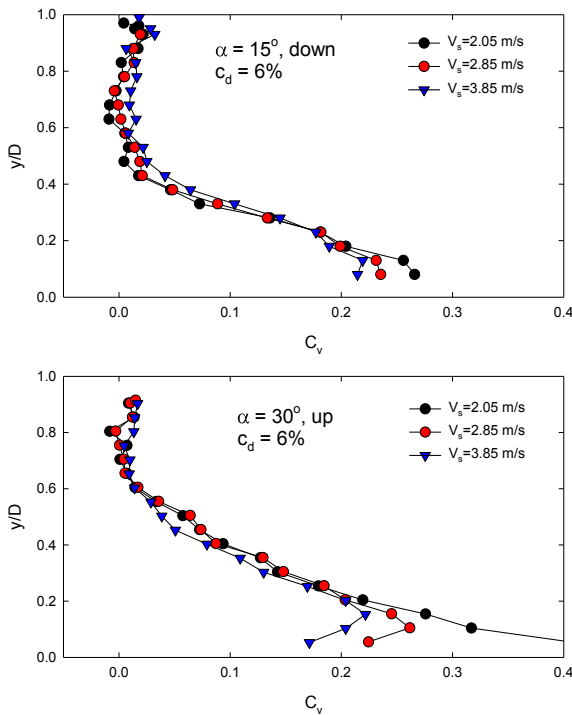 1.0
0.8
0.6
0.4
0.2
0.0
y/D
α = 15°, down
c_d = 6%
V_s=2.05 m/s
V_s=2.85 m/s
V_s=3.85 m/s
0.0 0.1 0.2 0.3 0.4
C_v
1.0
0.8
0.6
0.4
0.2
0.0
y/D
α = 30°, up
c_d = 6%
V_s=2.05 m/s
V_s=2.85 m/s
V_s=3.85 m/s
0.0 0.1 0.2 0.3 0.4
C_v